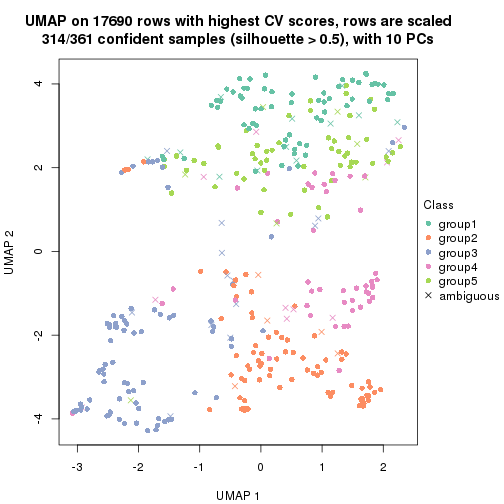 UMAP on 17690 rows with highest CV scores, rows are scaled
314/361 confident samples (silhouette > 0.5), with 10 PCs
4
2
0
-2
-4
UMAP 2
-3
-2
-1
0
1
2
UMAP 1
Class
group1
group2
group3
group4
group5
ambiguous